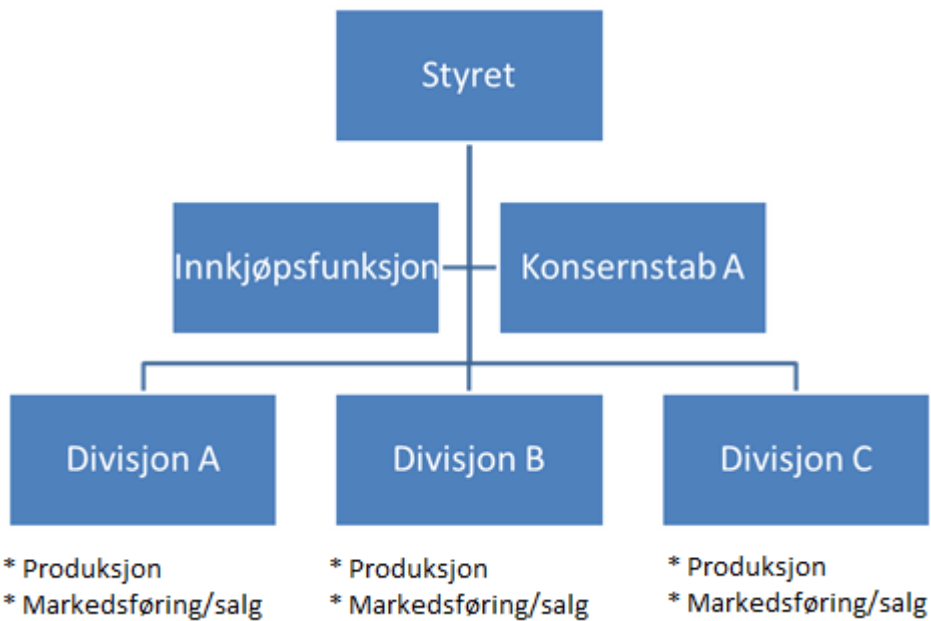 Styret
Innkjøpsfunksjon
Konsernstab A
Divisjon A
Divisjon B
Divisjon C
* Produksjon
* Markedsføring/salg
* Produksjon
* Markedsføring/salg
* Produksjon
* Markedsføring/salg